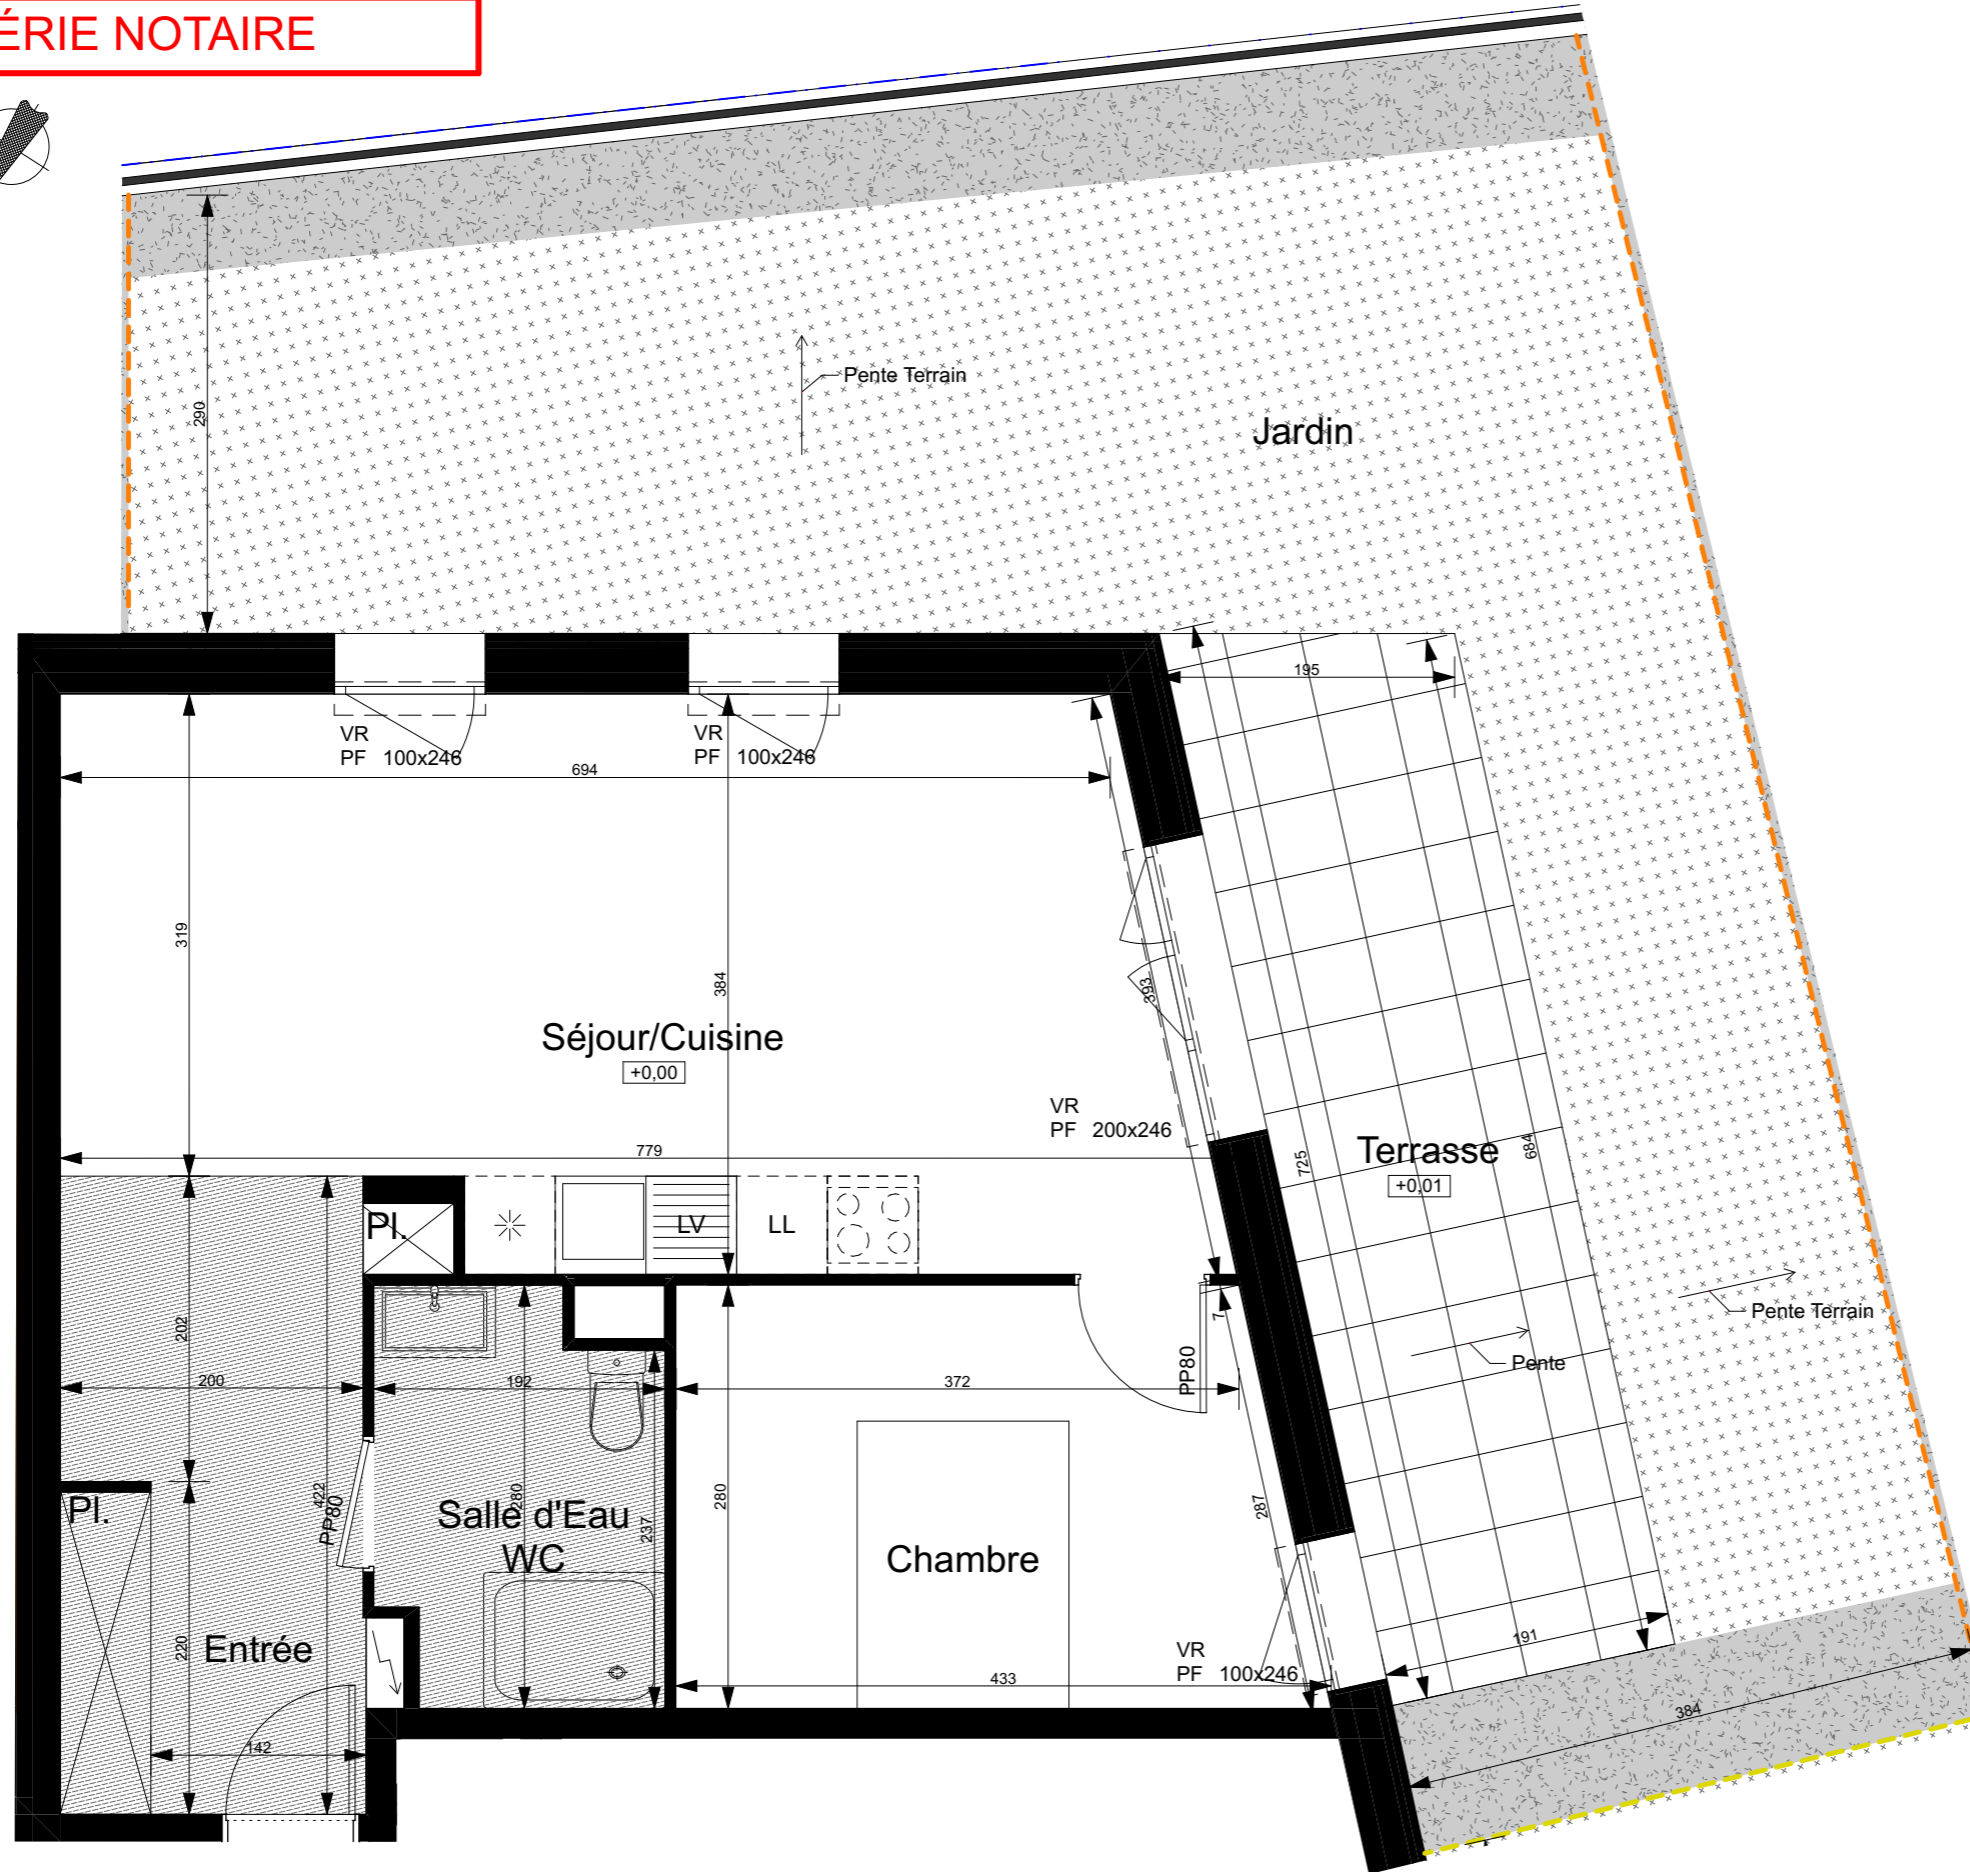 ÉRIE NOTAIRE
290
Pente Terrain
Jardin
195
VR
PF 100x246
VR
PF 100x246
694
319
384
393
Séjour/Cuisine
+0,00
VR
PF 200x246
779
725
Terrasse
+0,01
684
Pl.
LV
LL
202
7
Pente Terrain
Pente
PP80
200
192
372
422
PP80
280
237
280
287
Pl.
Salle d'Eau
WC
Chambre
220
Entrée
VR
PF 100x246
433
191
384
142